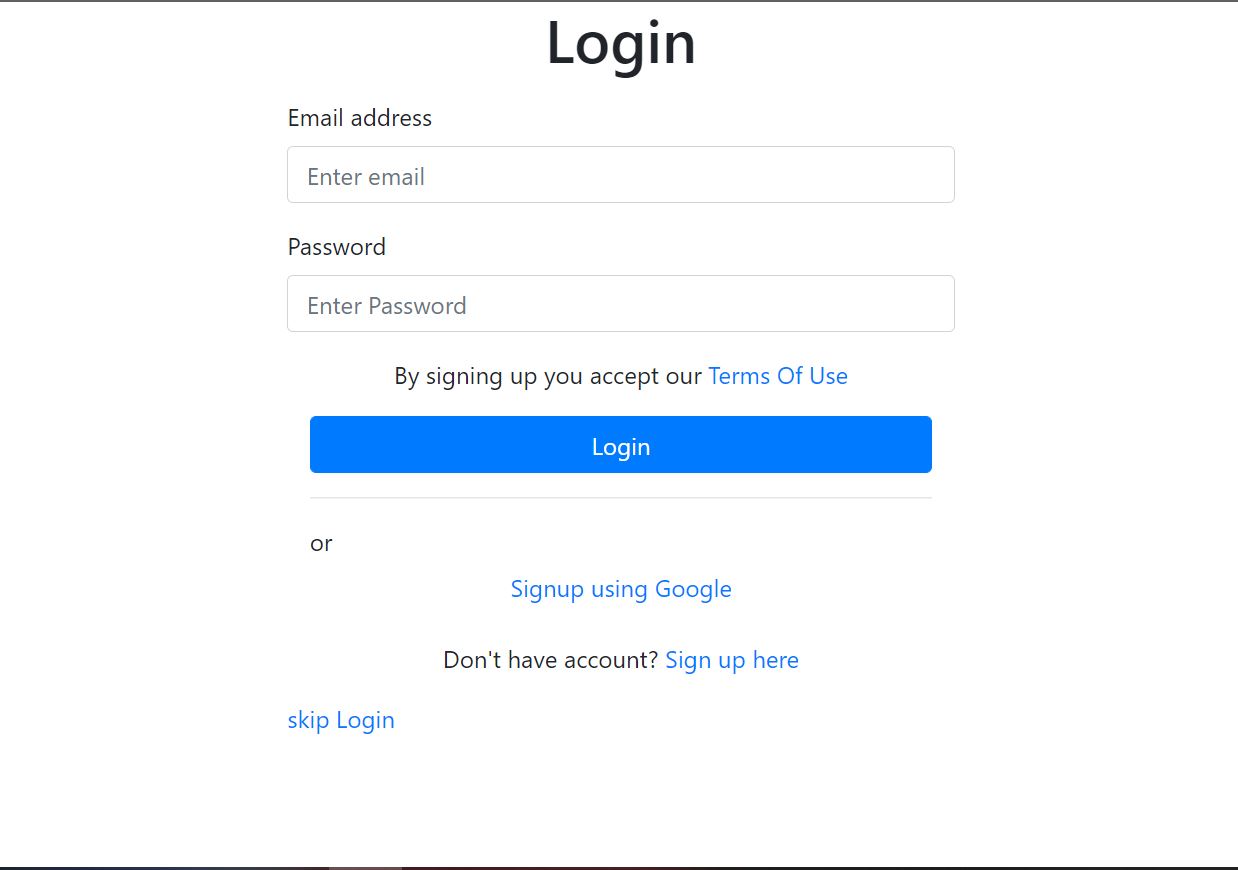 Login
Email address
Enter email
Password
Enter Password
By signing up you accept our Terms Of Use
Login
or
Signup using Google
Don't have account? Sign up here
skip Login